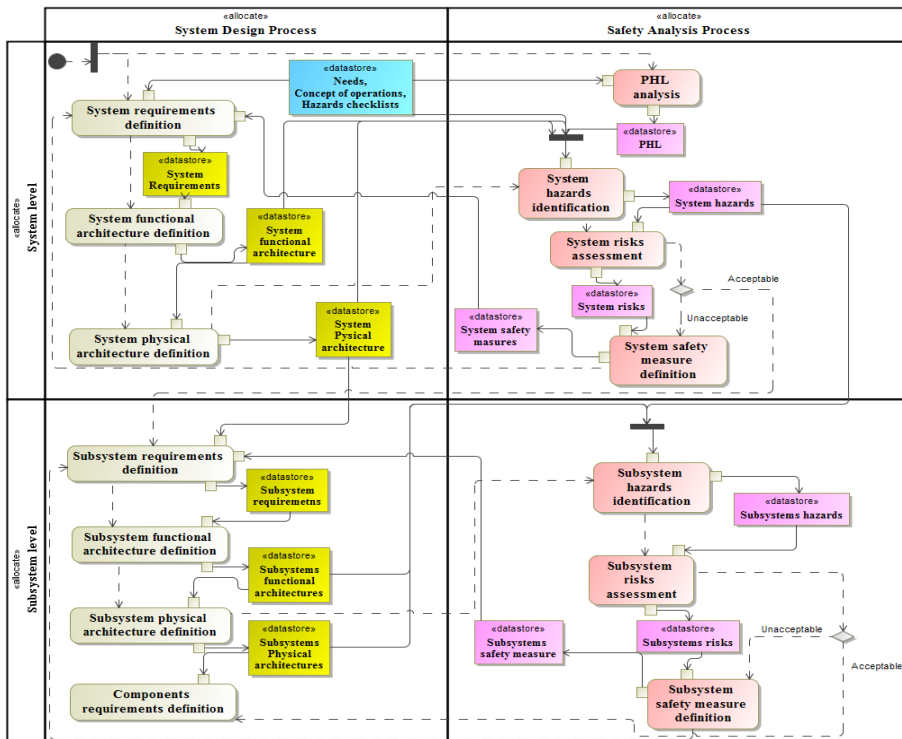 «allocate»
System Design Process
«allocate»
Safety Analysis Process
«allocate»
System level
«datastore»
Needs,
Concept of operations,
Hazards checklists
PHL
analysis
System requirements
definition
«datastore»
PHL
«datastore»
System
Requirements
System
hazards
identification
«datastore»
System hazards
System functional
architecture definition
«datastore»
System
functional
architecture
System risks
assessment
Acceptable
«datastore»
System risks
Unacceptable
System physical
architecture definition
«datastore»
System
Pysical
architecture
«datastore»
System safety
masures
System safety
measure
definition
«allocate»
Subsystem level
Subsystem requirements
definition
«datastore»
Subsystem
requiremetns
Subsystem
hazards
identification
«datastore»
Subsystems hazards
Subsystem functional
architecture definition
«datastore»
Subsystems
functional
architectures
Subsystem
risks
assessment
Subsystem physical
architecture definition
«datastore»
Subsystems
Physical
architectures
«datastore»
Subsystems
safety measure
«datastore»
Subsystems risks
Unacceptable
Acceptable
Components
requirements definition
Subsystem
safety measure
definition